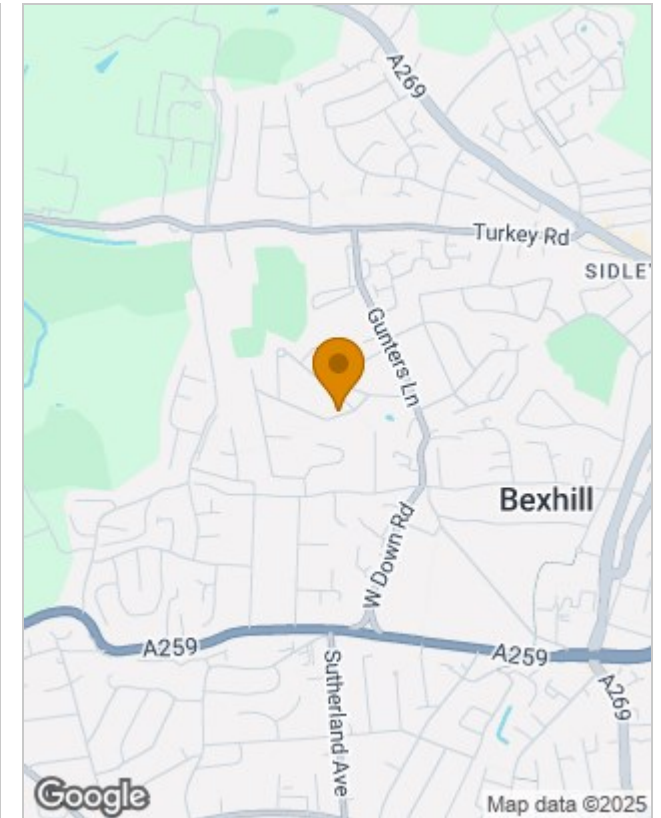 A269
Turkey Rd
SIDLEY
Gunters Ln
Bexhill
W Down Rd
A259
A259
Sutherland Ave
A269
Google
Map data ©2025